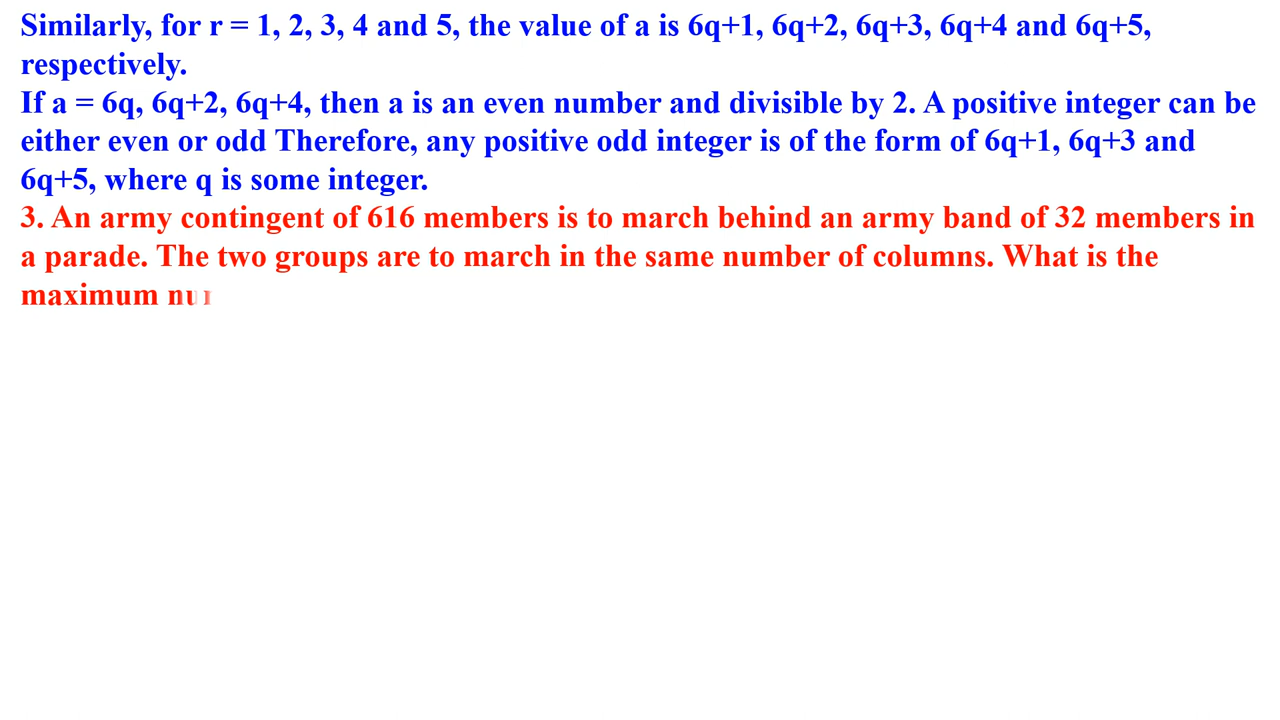 Similarly, for r = 1, 2, 3, 4 and 5, the value of a is 6q+1, 6q+2, 6q+3, 6q+4 and 6q+5,
respectively.
If a = 6q, 6q+2, 6q+4, then a is an even number and divisible by 2. A positive integer can be
either even or odd Therefore, any positive odd integer is of the form of 6q+1, 6q+3 and
6q+5, where q is some integer.
3. An army contingent of 616 members is to march behind an army band of 32 members in
a parade. The two groups are to march in the same number of columns. What is the
maximum